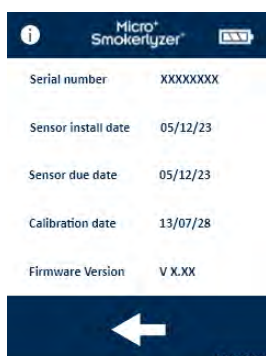 Micro+
Smokerlyzer®
Serial number XXXXXXXX
Sensor install date 05/12/23
Sensor due date 05/12/23
Calibration date 13/07/28
Firmware Version V X.XX